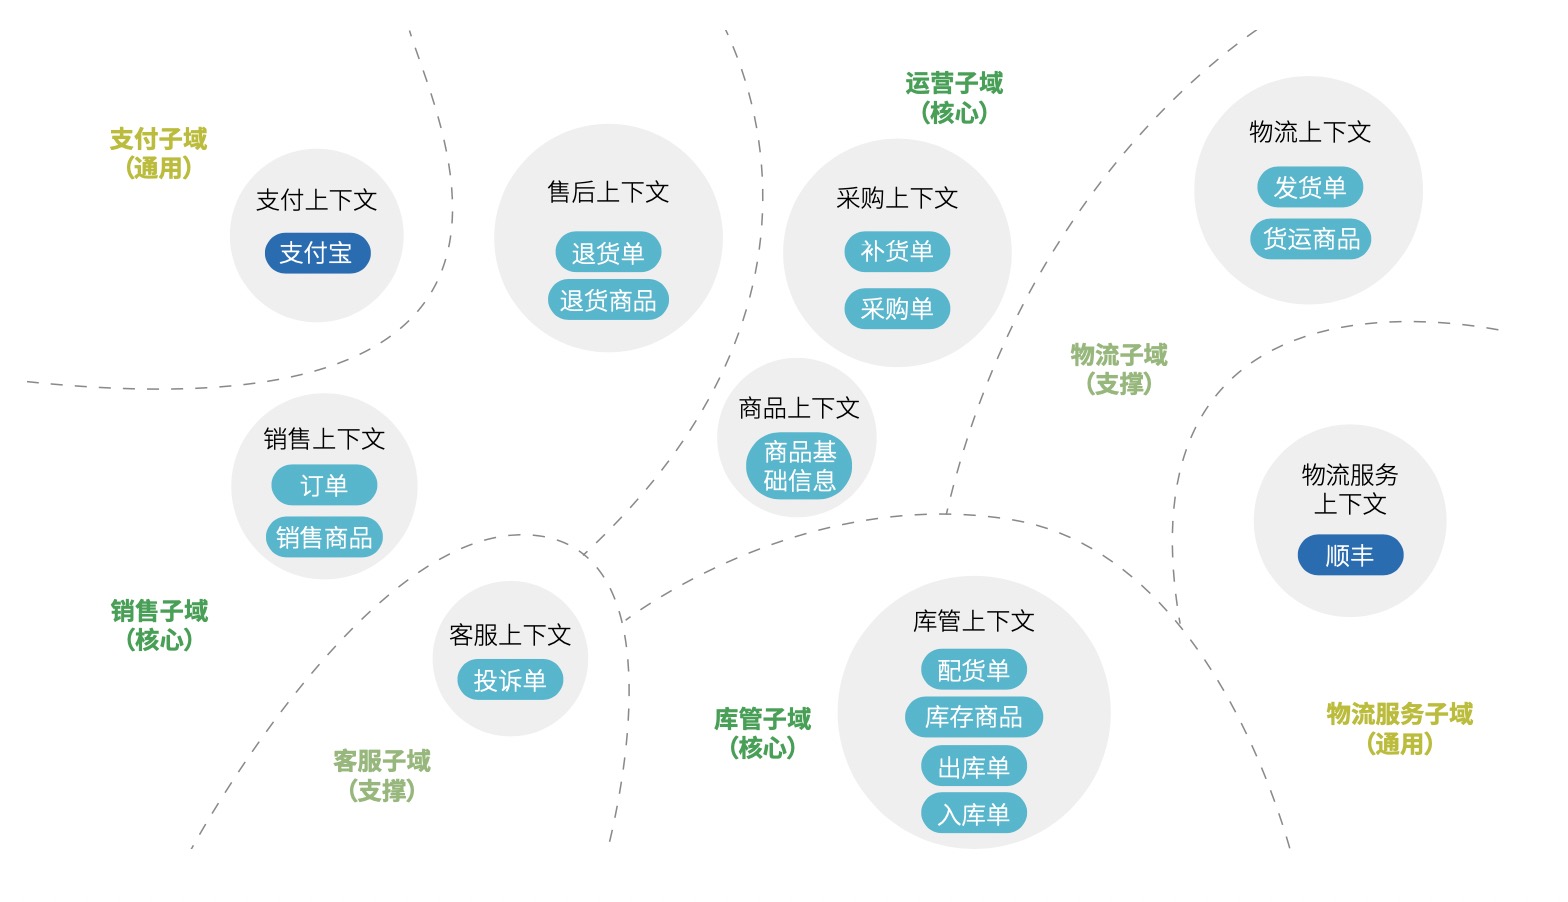 支付子域
（通用）
支付上下文
支付宝
售后上下文
退货单
退货商品
运营子域
（核心）
采购上下文
补货单
采购单
物流上下文
发货单
货运商品
物流子域
（支撑）
商品上下文
商品基
础信息
销售上下文
订单
销售商品
销售子域
（核心）
客服上下文
投诉单
客服子域
（支撑）
库管子域
（核心）
库管上下文
配货单
库存商品
出库单
入库单
物流服务
上下文
顺丰
物流服务子域
（通用）